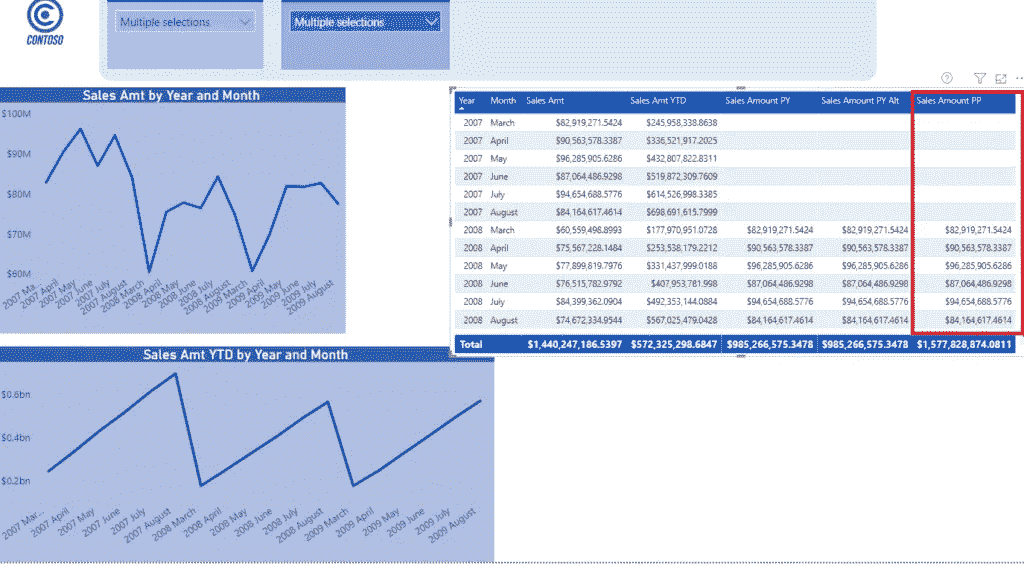 CONTOSO
Multiple selections
Multiple selections
Sales Amt by Year and Month
$100M
$90M
$80M
$70M
$60M
2007 Ma...
2007 April
2007 May
2007 June
2007 July
2007 August
2008 March
2008 April
2008 May
2008 June
2008 July
2008 August
2008 March
2009 April
2009 May
2009 June
2009 July
2009 August
Year Month Sales Amt Sales Amt YTD Sales Amount PY Sales Amount PY Alt Sales Amount PP
2007 March $82,919,271.5424 $245,958,338.8638
2007 April $90,563,578.3387 $336,521,917.2025
2007 May $96,285,905.6286 $432,807,822.8311
2007 June $87,064,486.9298 $519,872,309.7609
2007 July $94,654,688.5776 $614,526,998.3385
2007 August $84,164,617.4614 $698,691,615.7999
2008 March $60,559,498.8993 $177,970,951.0728 $82,919,271.5424 $82,919,271.5424 $82,919,271.5424
2008 April $75,567,228.1484 $253,538,179.2212 $90,563,578.3387 $90,563,578.3387 $90,563,578.3387
2008 May $77,899,819.7976 $331,437,999.0188 $96,285,905.6286 $96,285,905.6286 $96,285,905.6286
2008 June $76,515,782.9792 $407,953,781.998 $87,064,486.9298 $87,064,486.9298 $87,064,486.9298
2008 July $84,399,362.0904 $492,353,144.0884 $94,654,688.5776 $94,654,688.5776 $94,654,688.5776
2008 August $74,672,334.9544 $567,025,479.0428 $84,164,617.4614 $84,164,617.4614 $84,164,617.4614
Total $1,440,247,186.5397 $572,325,298.6847 $985,266,575.3478 $985,266,575.3478 $1,577,828,874.0811
Sales Amt YTD by Year and Month
$0.6bn
$0.4bn
$0.2bn
2007 Mar...
2007 April
2007 May
2007 June
2007 July
2007 August
2008 March
2008 April
2008 May
2008 June
2008 July
2008 August
2009 March
2009 April
2009 May
2009 June
2009 July
2009 August